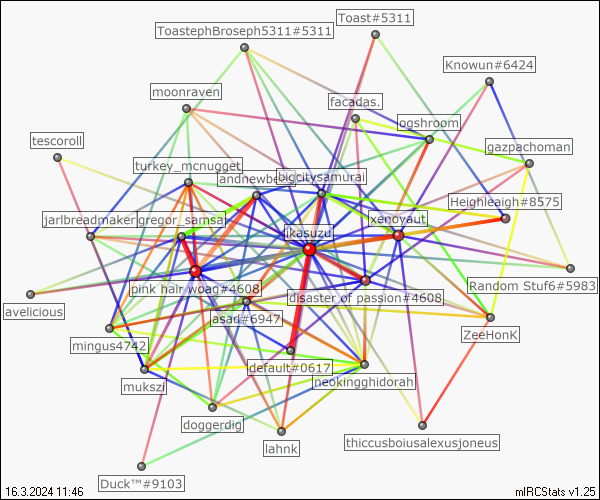 ToastephBroseph5311#5311
Toast#5311
Knowun#6424
moonraven
facadas.
ogshroom
tescoroll
gazpachoman
turkey_mcnugget
bigcitysamurai
Heighleaigh#8575
jarlbreadmaker
gregor_samsa
xenoyaut
ikasuzu
Random Stuf6#5983
pink hair woag#4608
disaster of passion#4608
avelicious
asad#6947
ZeeHonK
mingus4742
default#0617
mukszi
neokingghidorah
doggerdig
lahnk
thiccusboiusalexusjoneus
Duck™#9103
16.3.2024 11:46
mIRCStats v1.25